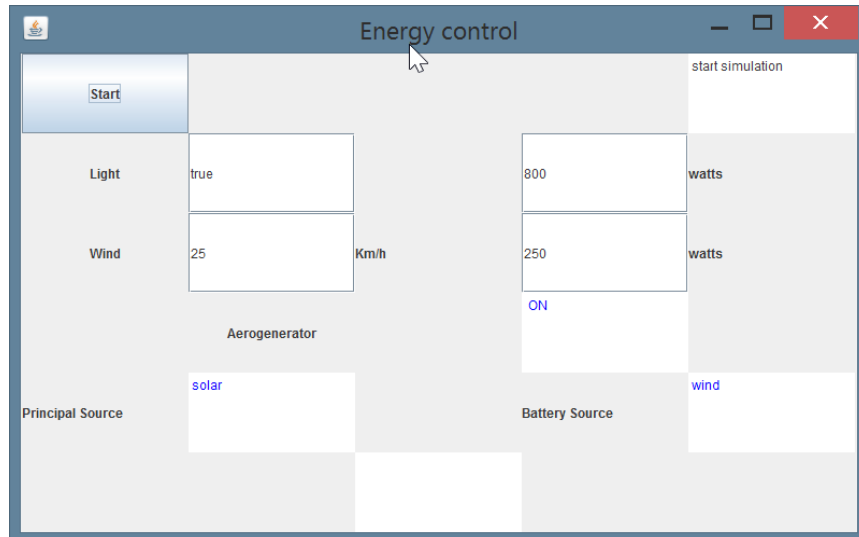 Energy control
Start start simulation
Light true 800 watts
Wind 25 Km/h 250 watts
Aerogenerator ON
Principal Source solar Battery Source wind